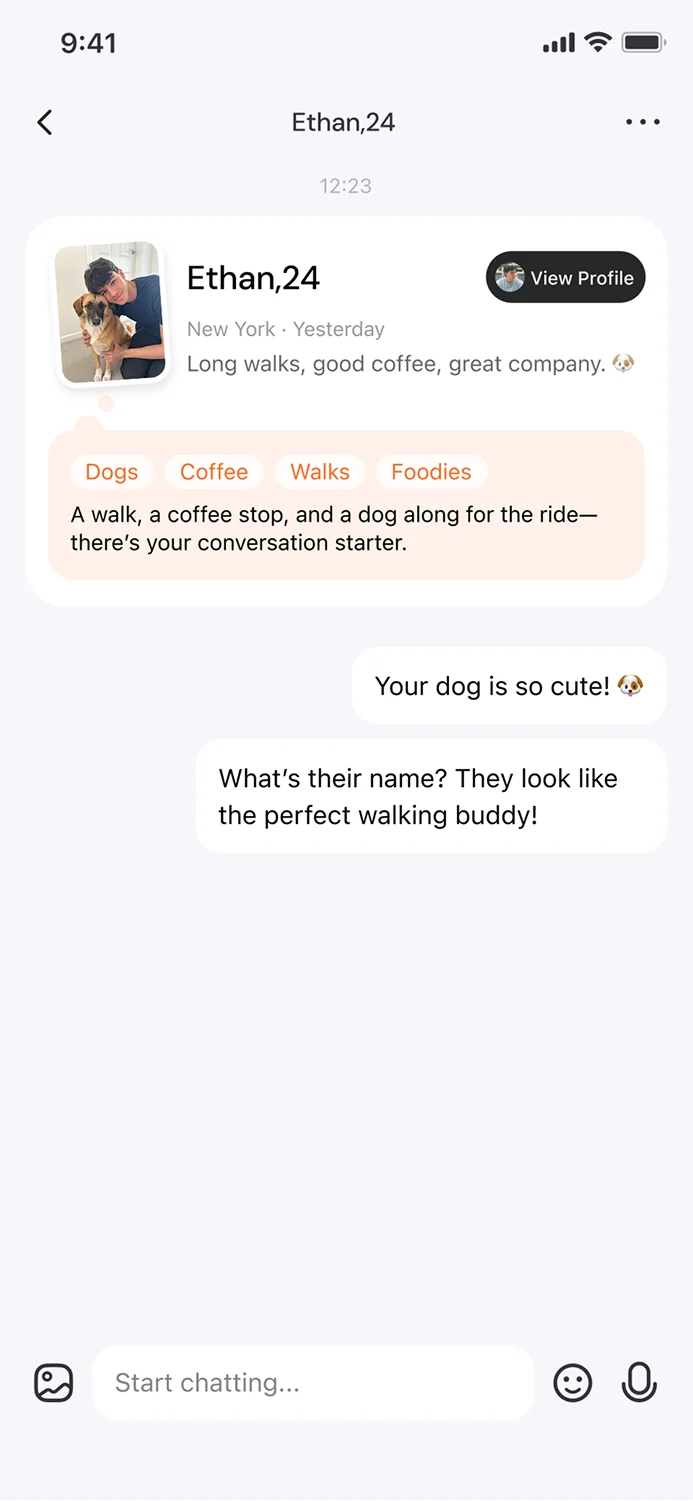 9:41
Ethan,24
12:23
Ethan,24
View Profile
New York · Yesterday
Long walks, good coffee, great company. 🐶
Dogs Coffee Walks Foodies
A walk, a coffee stop, and a dog along for the ride—
there’s your conversation starter.
Your dog is so cute! 🐶
What’s their name? They look like
the perfect walking buddy!
Start chatting...